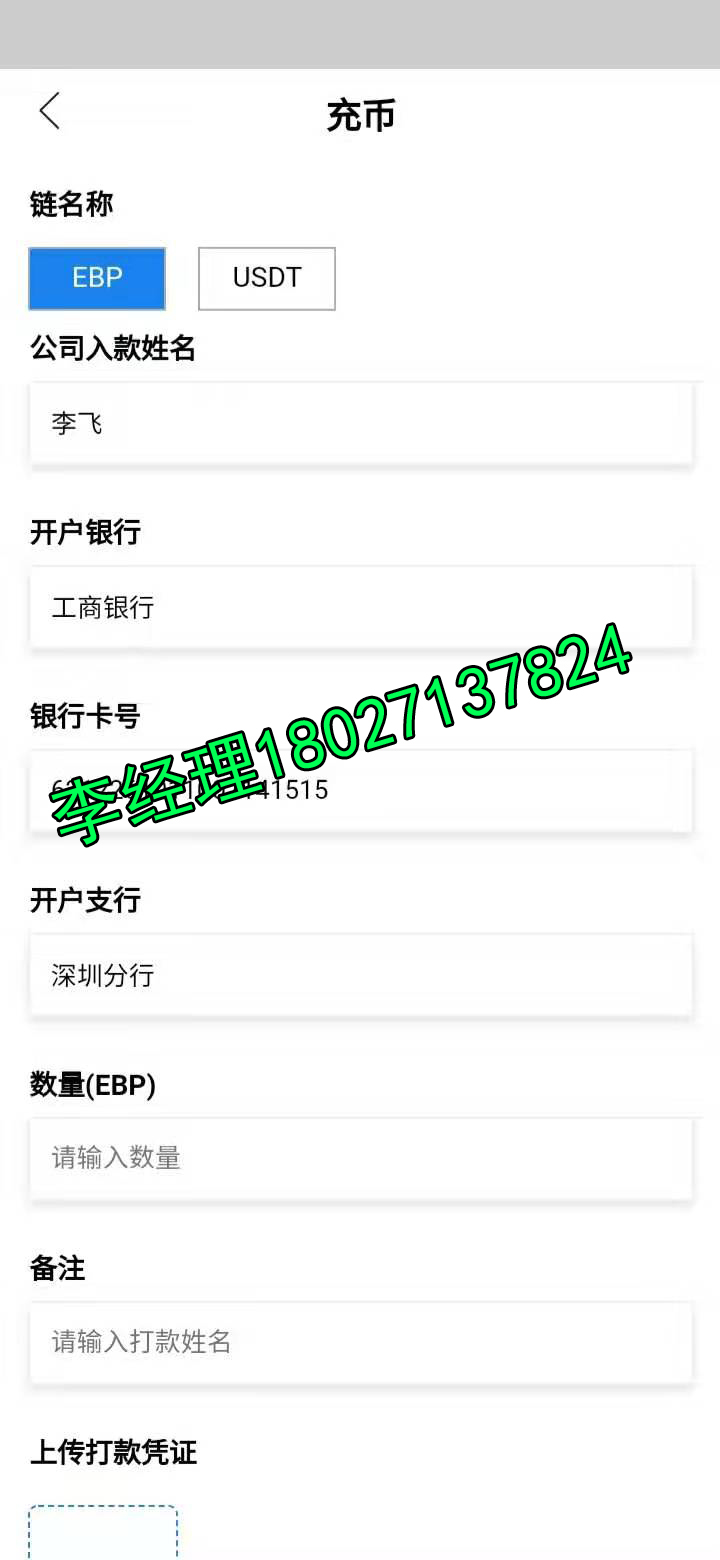 充币
链名称
EBP
USDT
公司入款姓名
李飞
开户银行
工商银行
银行卡号
41515
李经理18027137824
开户支行
深圳分行
数量(EBP)
请输入数量
备注
请输入打款姓名
上传打款凭证